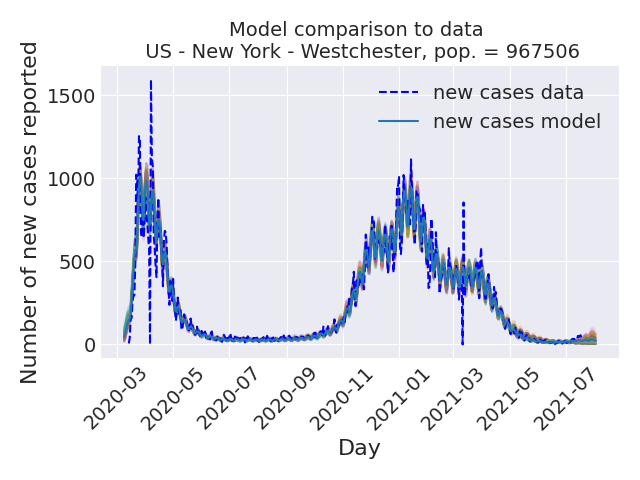 Model comparison to data
US - New York - Westchester, pop. = 967506
Number of new cases reported
1500
1000
500
0
new cases data
new cases model
2020-03
2020-05
2020-07
2020-09
2020-11
2021-01
2021-03
2021-05
2021-07
Day